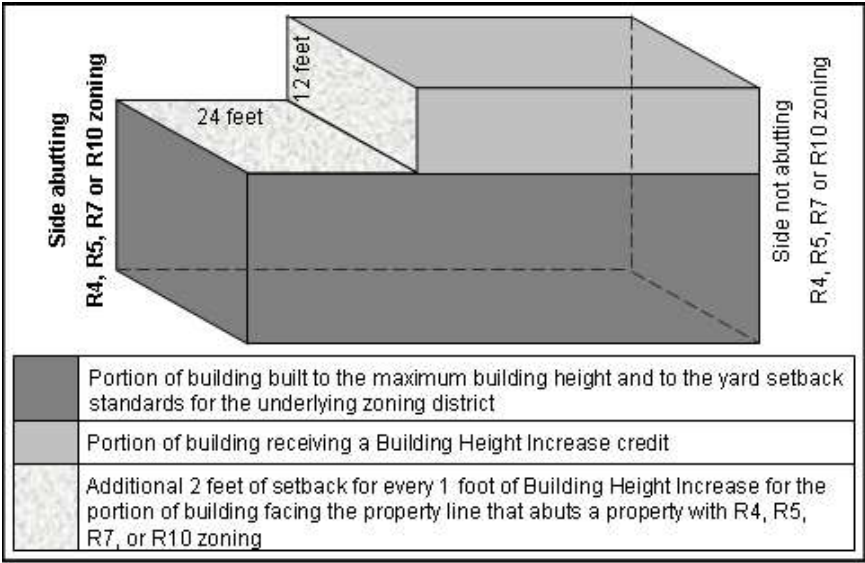 12 feet
24 feet
Side abutting
R4, R5, R7 or R10 zoning
Side not abutting
R4, R5, R7 or R10 zoning
Portion of building built to the maximum building height and to the yard setback
standards for the underlying zoning district
Portion of building receiving a Building Height Increase credit
Additional 2 feet of setback for every 1 foot of Building Height Increase for the
portion of building facing the property line that abuts a property with R4, R5,
R7, or R10 zoning